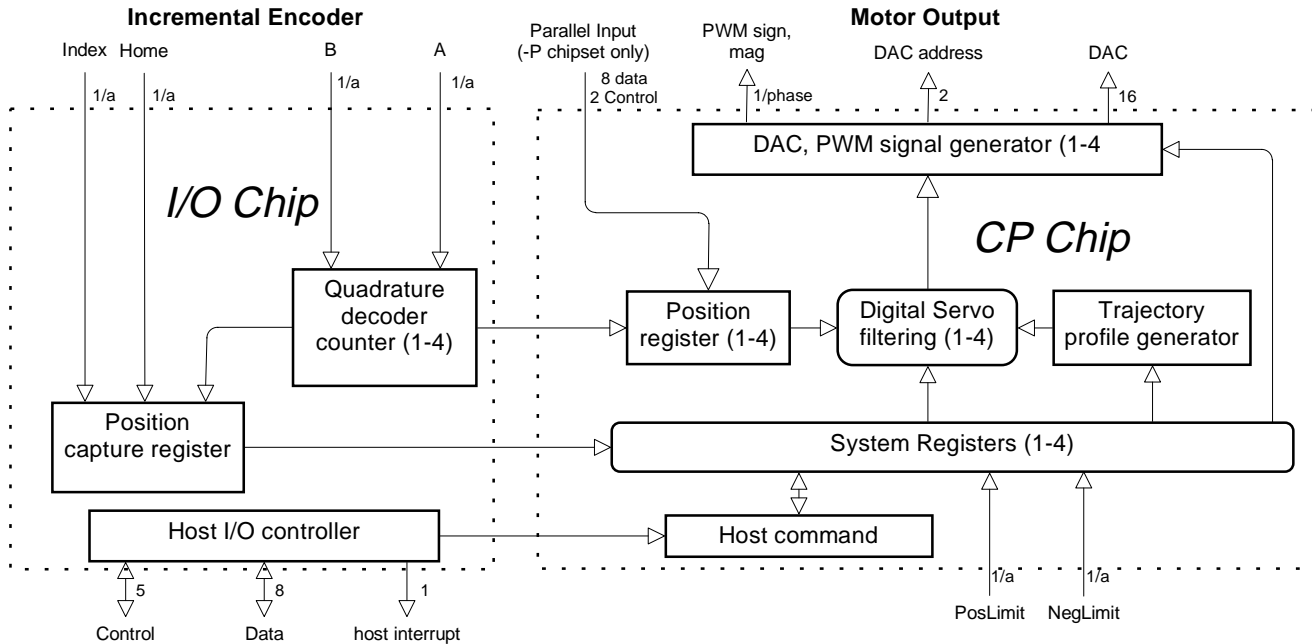 Incremental Encoder
Motor Output
Index
Home
B
A
Parallel Input
(-P chipset only)
PWM sign,
mag
DAC address
DAC
1/a
1/a
1/a
1/a
8 data
2 Control
1/phase
2
16
DAC, PWM signal generator (1-4
I/O Chip
CP Chip
Quadrature
decoder
counter (1-4)
Position
register (1-4)
Digital Servo
filtering (1-4)
Trajectory
profile generator
Position
capture register
System Registers (1-4)
Host I/O controller
Host command
5
8
1
1/a
1/a
Control
Data
host interrupt
PosLimit
NegLimit